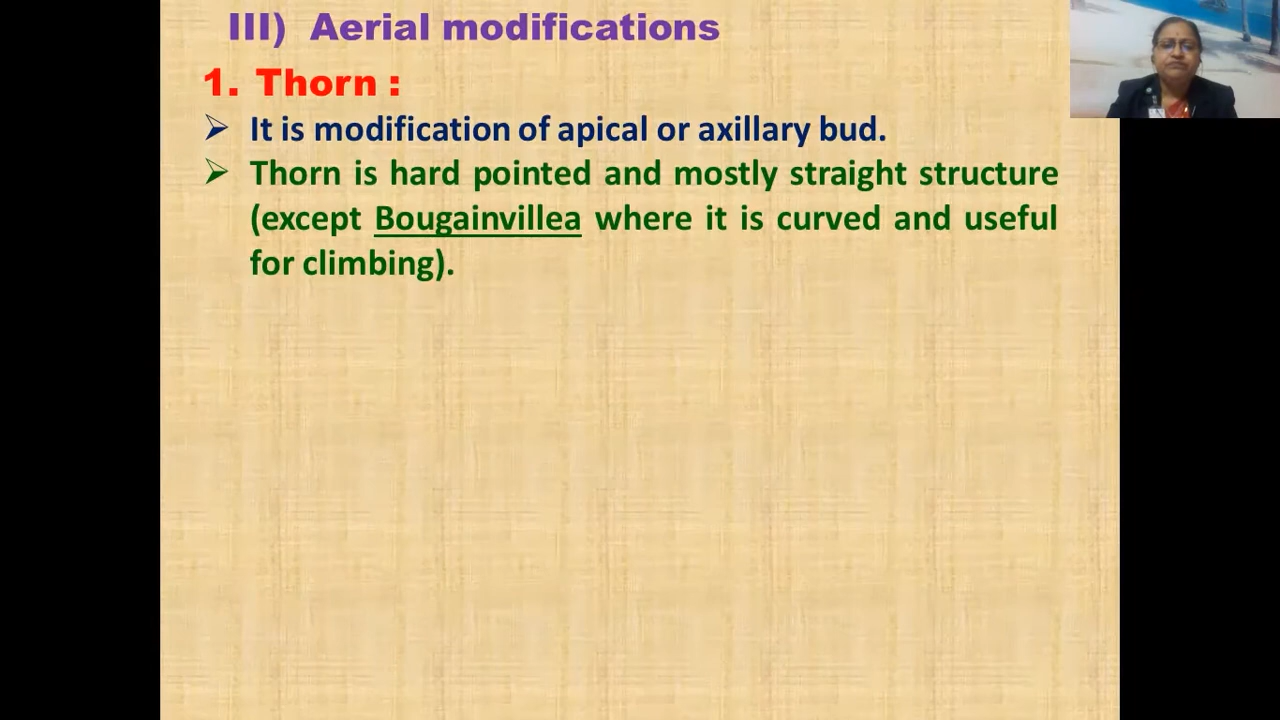 III) Aerial modifications
1. Thorn :
➢ It is modification of apical or axillary bud.
➢ Thorn is hard pointed and mostly straight structure
(except Bougainvillea where it is curved and useful
for climbing).